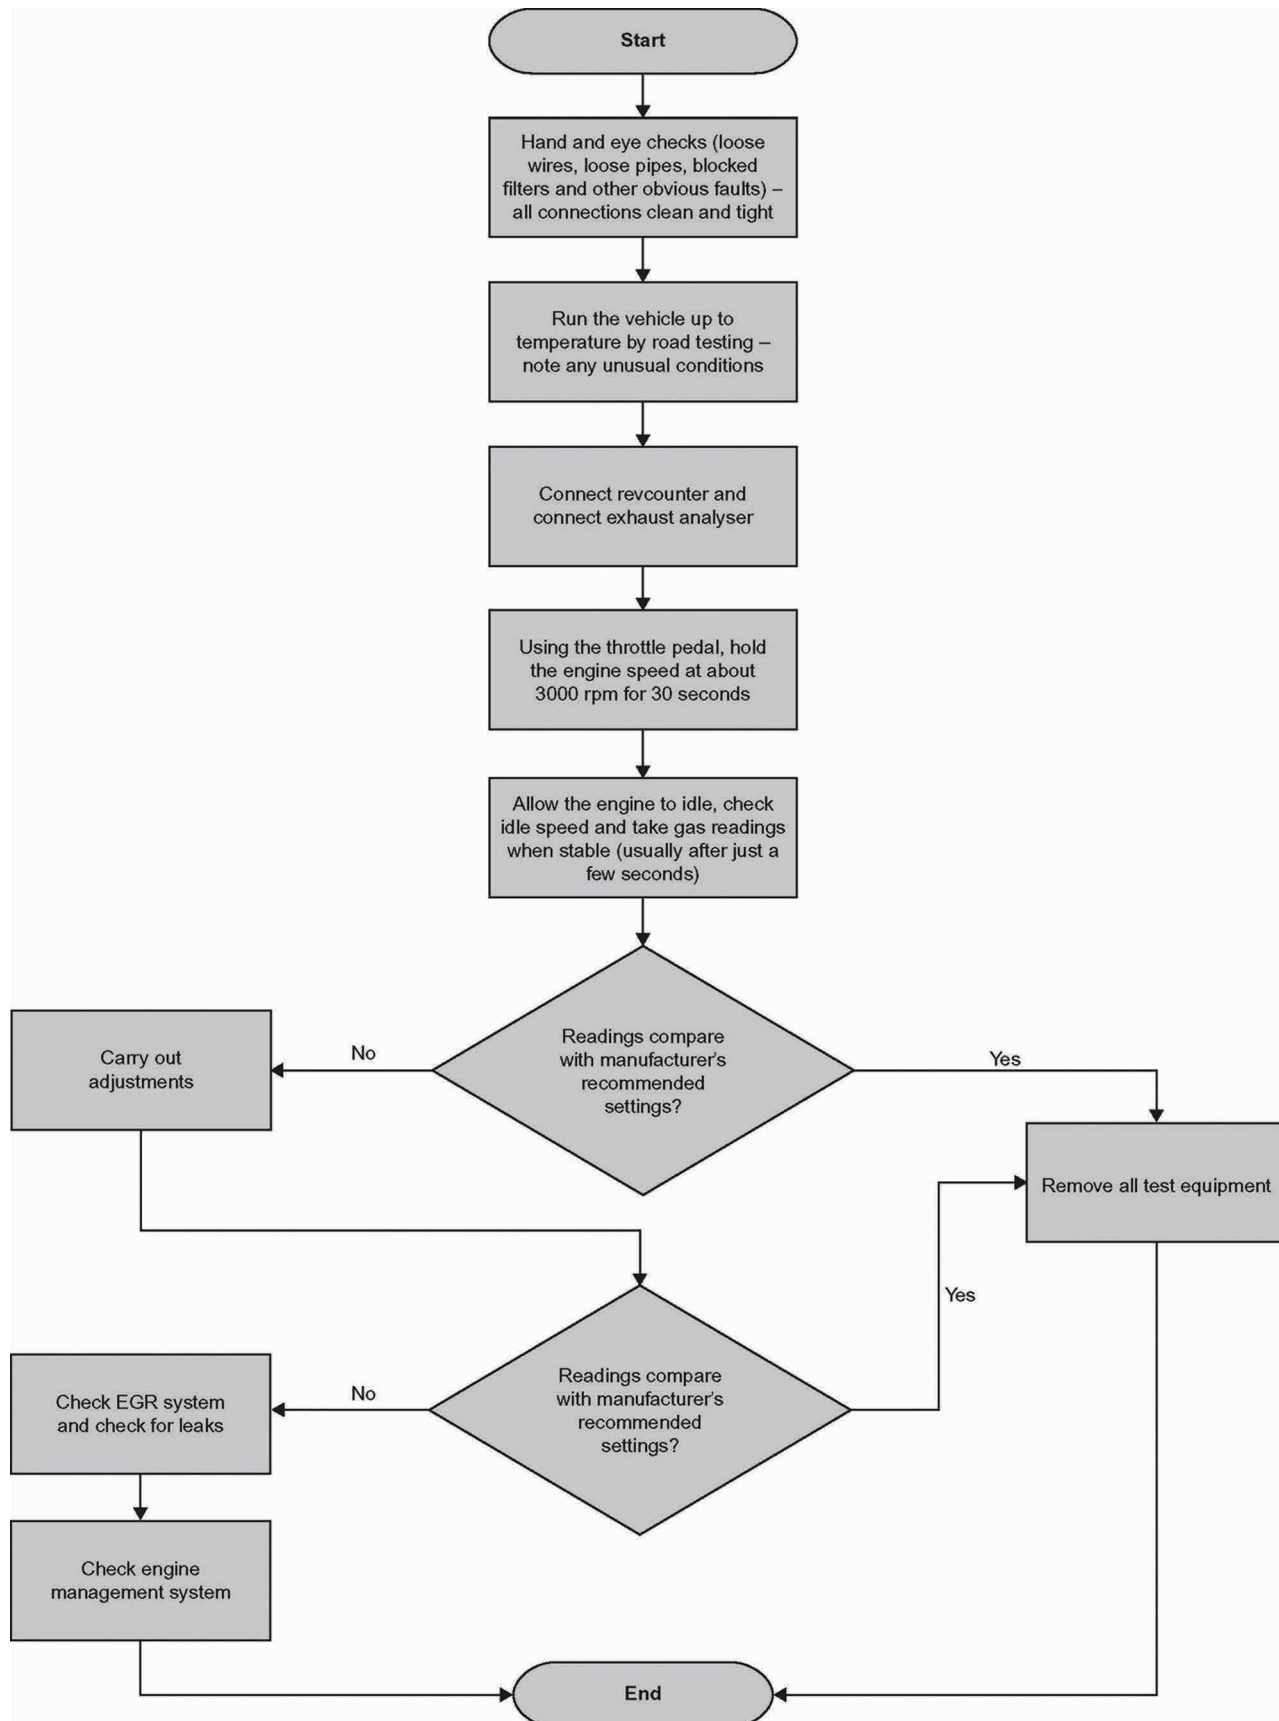 Start
Hand and eye checks (loose
wires, loose pipes, blocked
filters and other obvious faults) –
all connections clean and tight
Run the vehicle up to
temperature by road testing –
note any unusual conditions
Connect revcounter and
connect exhaust analyser
Using the throttle pedal, hold
the engine speed at about
3000 rpm for 30 seconds
Allow the engine to idle, check
idle speed and take gas readings
when stable (usually after just a
few seconds)
Readings compare
with manufacturer's
recommended
settings?
No
Yes
Carry out
adjustments
Remove all test equipment
Readings compare
with manufacturer's
recommended
settings?
No
Yes
Check EGR system
and check for leaks
Check engine
management system
End